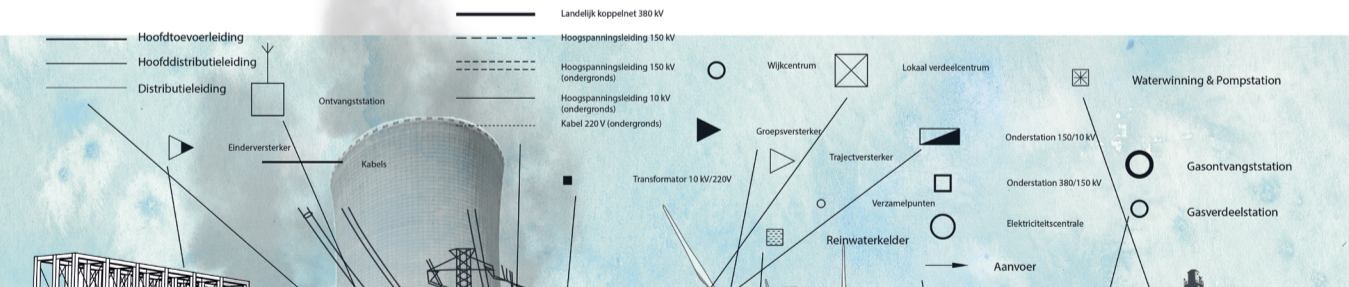 Landelijk koppelnet 380 kV
Hoofdtoevoerleiding
Hoogspanningsleiding 150 kV
Hoofddistributieleiding
Hoogspanningsleiding 150 kV
(ondergronds)
Wijkcentrum
Lokaal verdeelcentrum
Waterwinning & Pompstation
Distributieleiding
Ontvangststation
Hoogspanningsleiding 10 kV
(ondergronds)
Kabel 220 V (ondergronds)
Groepsversterker
Onderstation 150/10 kV
Einderversterker
Kabels
Trajectversterker
Gasontvangststation
Transformator 10 kV/220V
Onderstation 380/150 kV
Verzamelpunten
Gasverdeelstation
Elektriciteitscentrale
Reinwaterkelder
Aanvoer